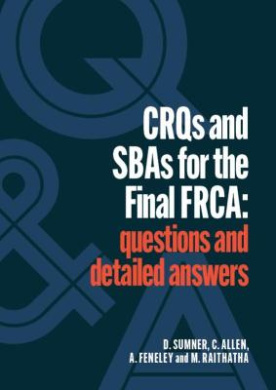 CRQs and
SBAs for the
Final FRCA:
questions and
detailed answers
D. SUMNER, C. ALLEN,
A. FENELEY and M. RAITHATHA
Q
&
A